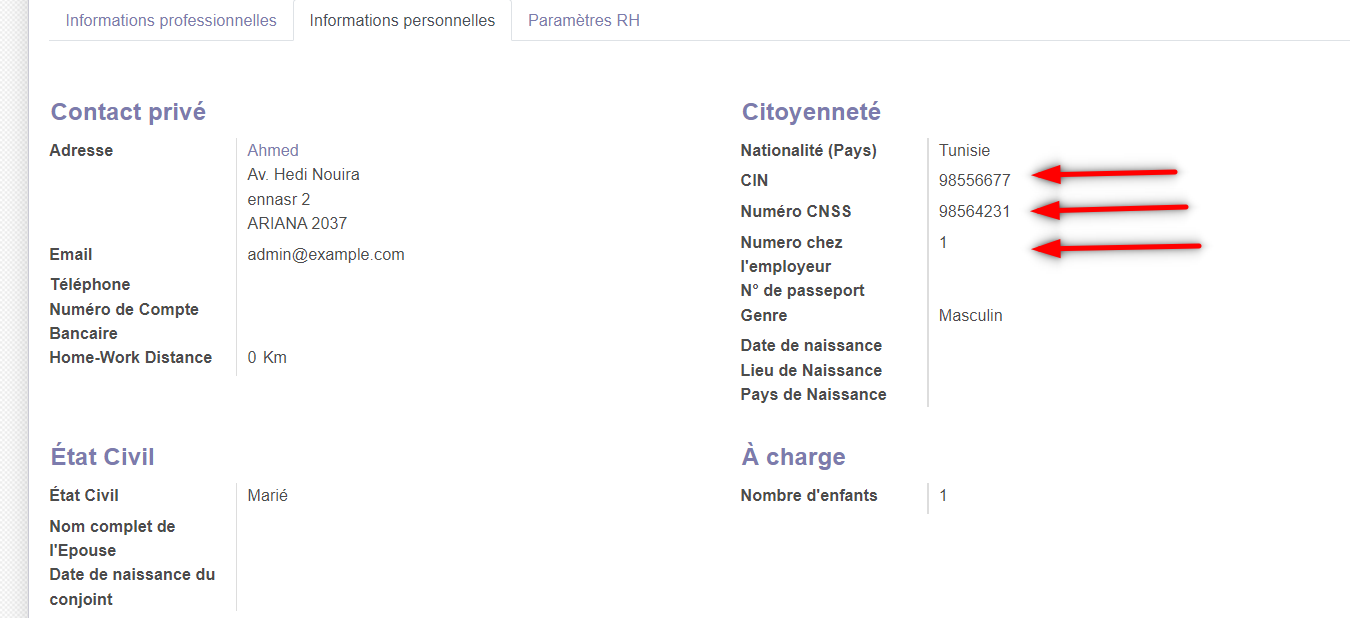 Informations professionnelles
Informations personnelles
Paramètres RH
Contact privé
Adresse
Ahmed
Av. Hedi Nouira
ennasr 2
ARIANA 2037
Email
admin@example.com
Téléphone
Numéro de Compte
Bancaire
Home-Work Distance
0 Km
Citoyenneté
Nationalité (Pays)
Tunisie
CIN
98556677
Numéro CNSS
98564231
Numero chez
l'employeur
1
N° de passeport
Genre
Masculin
Date de naissance
Lieu de Naissance
Pays de Naissance
État Civil
État Civil
Marié
Nom complet de
l'Epouse
Date de naissance du
conjoint
À charge
Nombre d'enfants
1